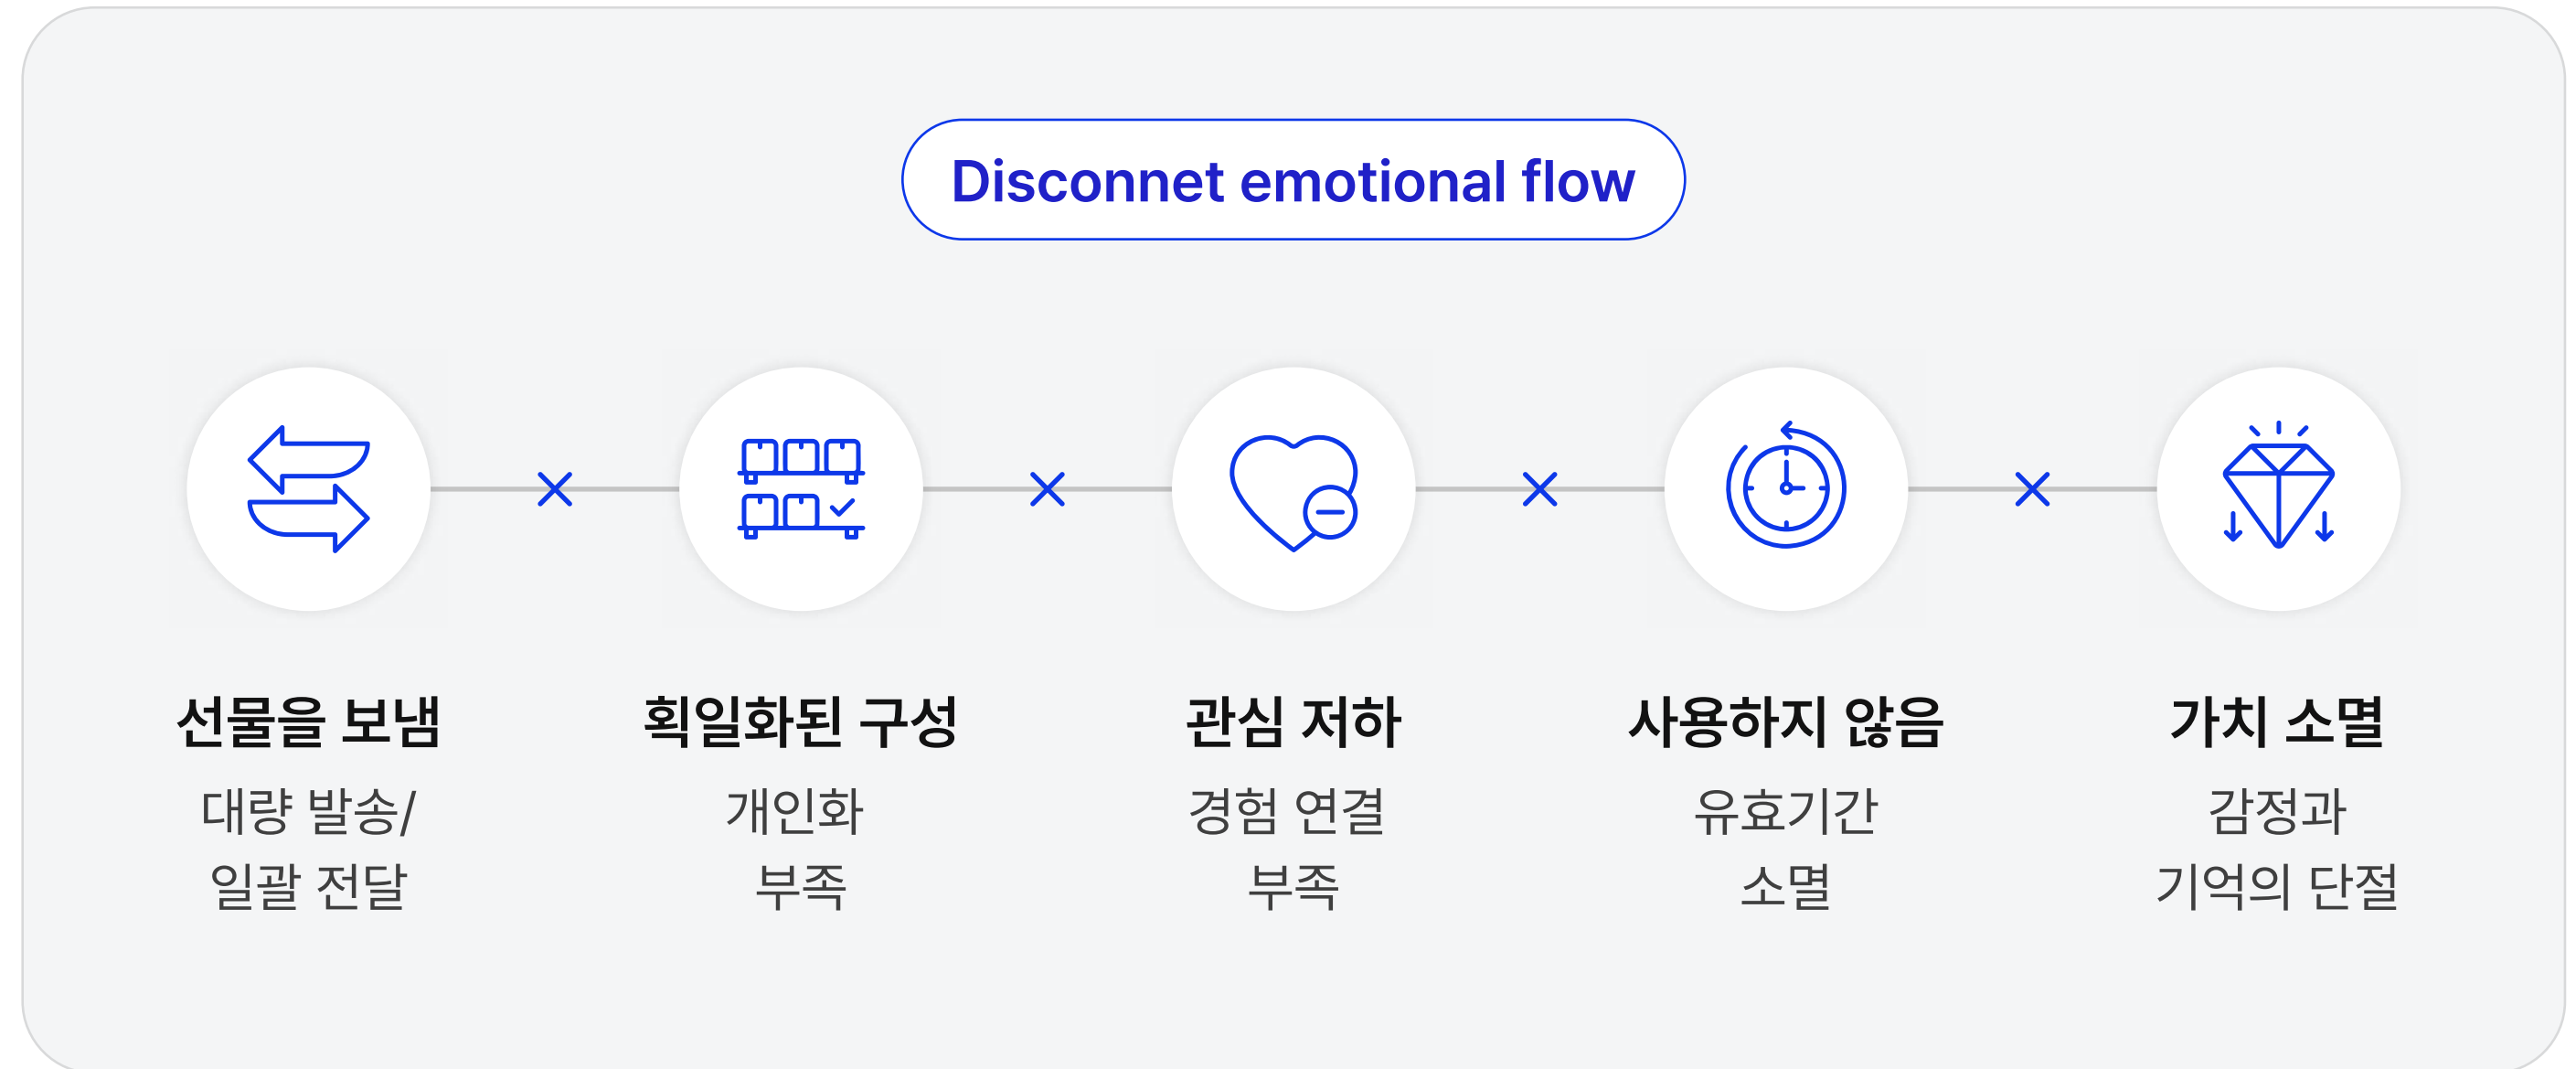 Disconnet emotional flow
선물을 보냄
대량 발송/
일괄 전달
획일화된 구성
개인화
부족
관심 저하
경험 연결
부족
사용하지 않음
유효기간
소멸
가치 소멸
감정과
기억의 단절